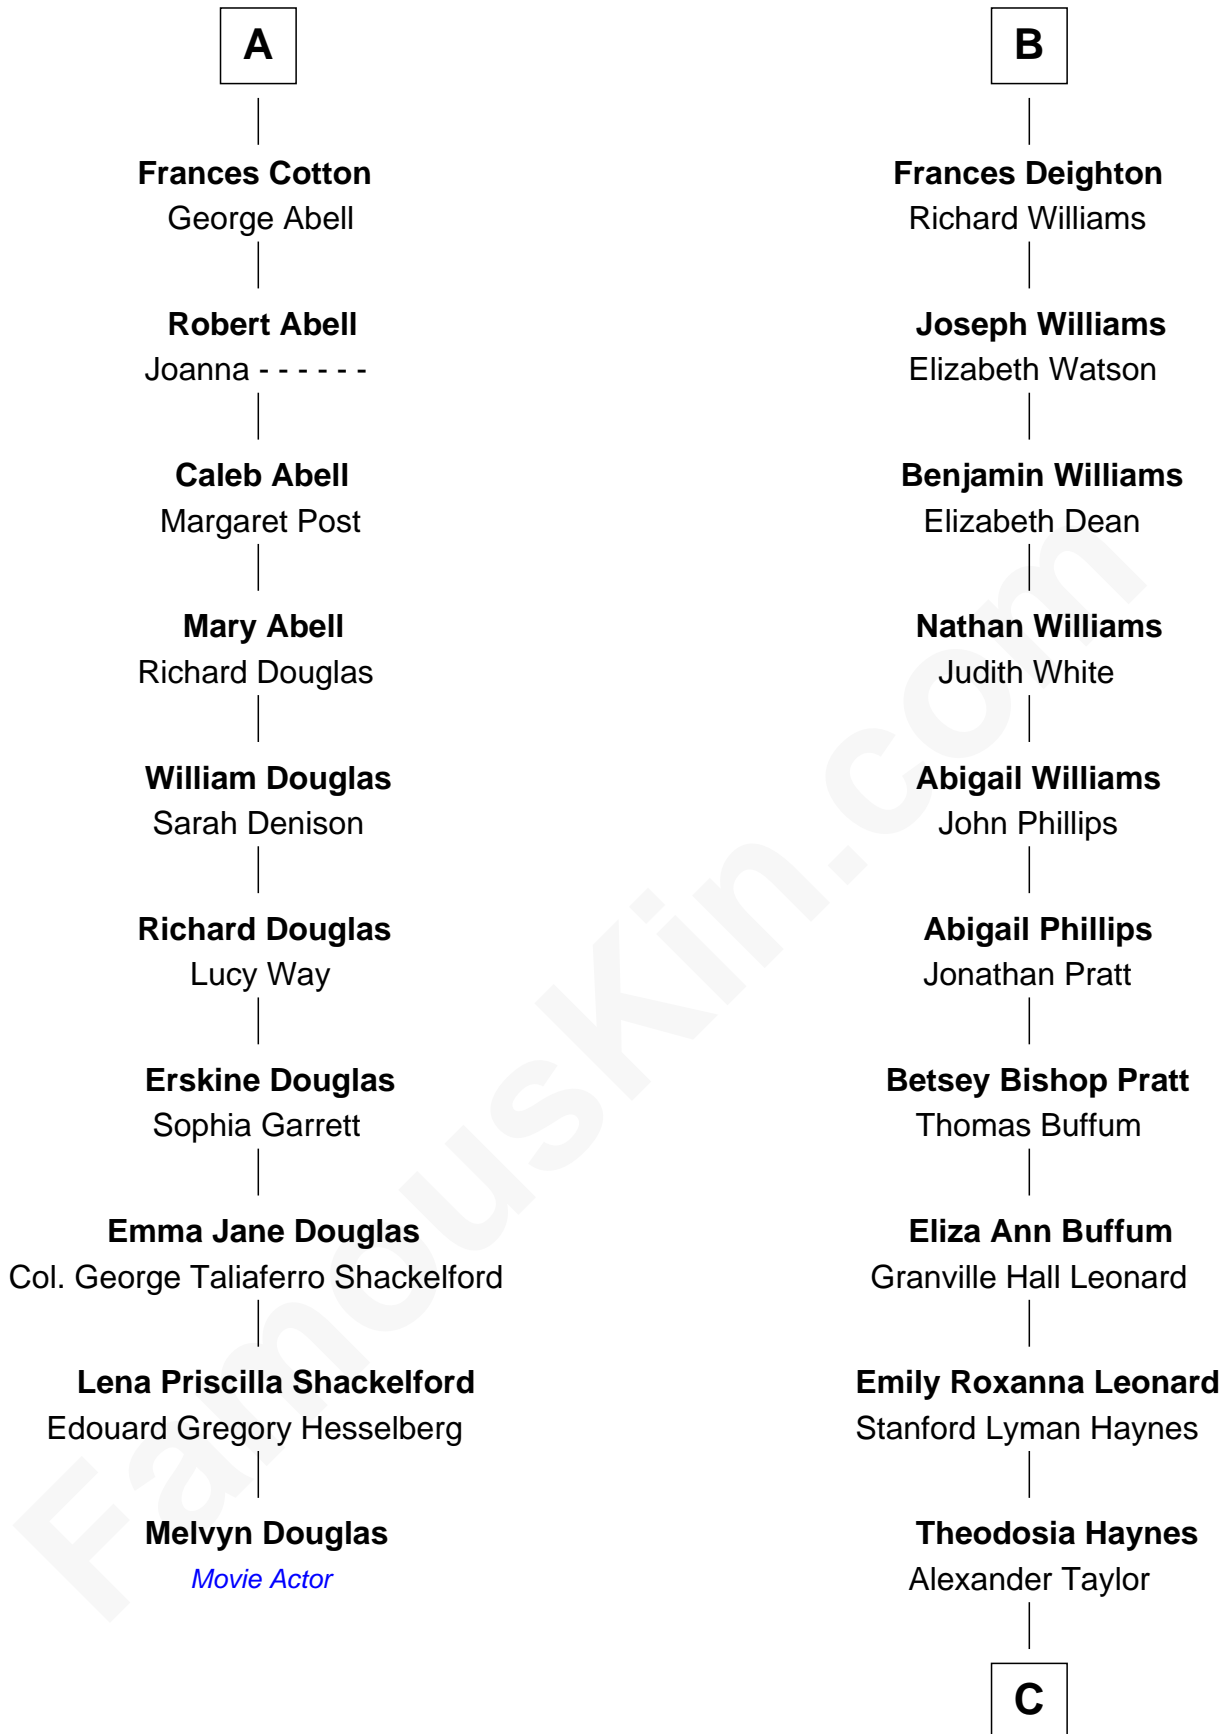 A
Frances Cotton
George Abell
Robert Abell
Joanna - - - - - -
Caleb Abell
Margaret Post
Mary Abell
Richard Douglas
William Douglas
Sarah Denison
Richard Douglas
Lucy Way
Erskine Douglas
Sophia Garrett
Emma Jane Douglas
Col. George Taliaferro Shackelford
Lena Priscilla Shackelford
Edouard Gregory Hesselberg
Melvyn Douglas
Movie Actor
B
Frances Deighton
Richard Williams
Joseph Williams
Elizabeth Watson
Benjamin Williams
Elizabeth Dean
Nathan Williams
Judith White
Abigail Williams
John Phillips
Abigail Phillips
Jonathan Pratt
Betsey Bishop Pratt
Thomas Buffum
Eliza Ann Buffum
Granville Hall Leonard
Emily Roxanna Leonard
Stanford Lyman Haynes
Theodosia Haynes
Alexander Taylor
C
FamousKin.com